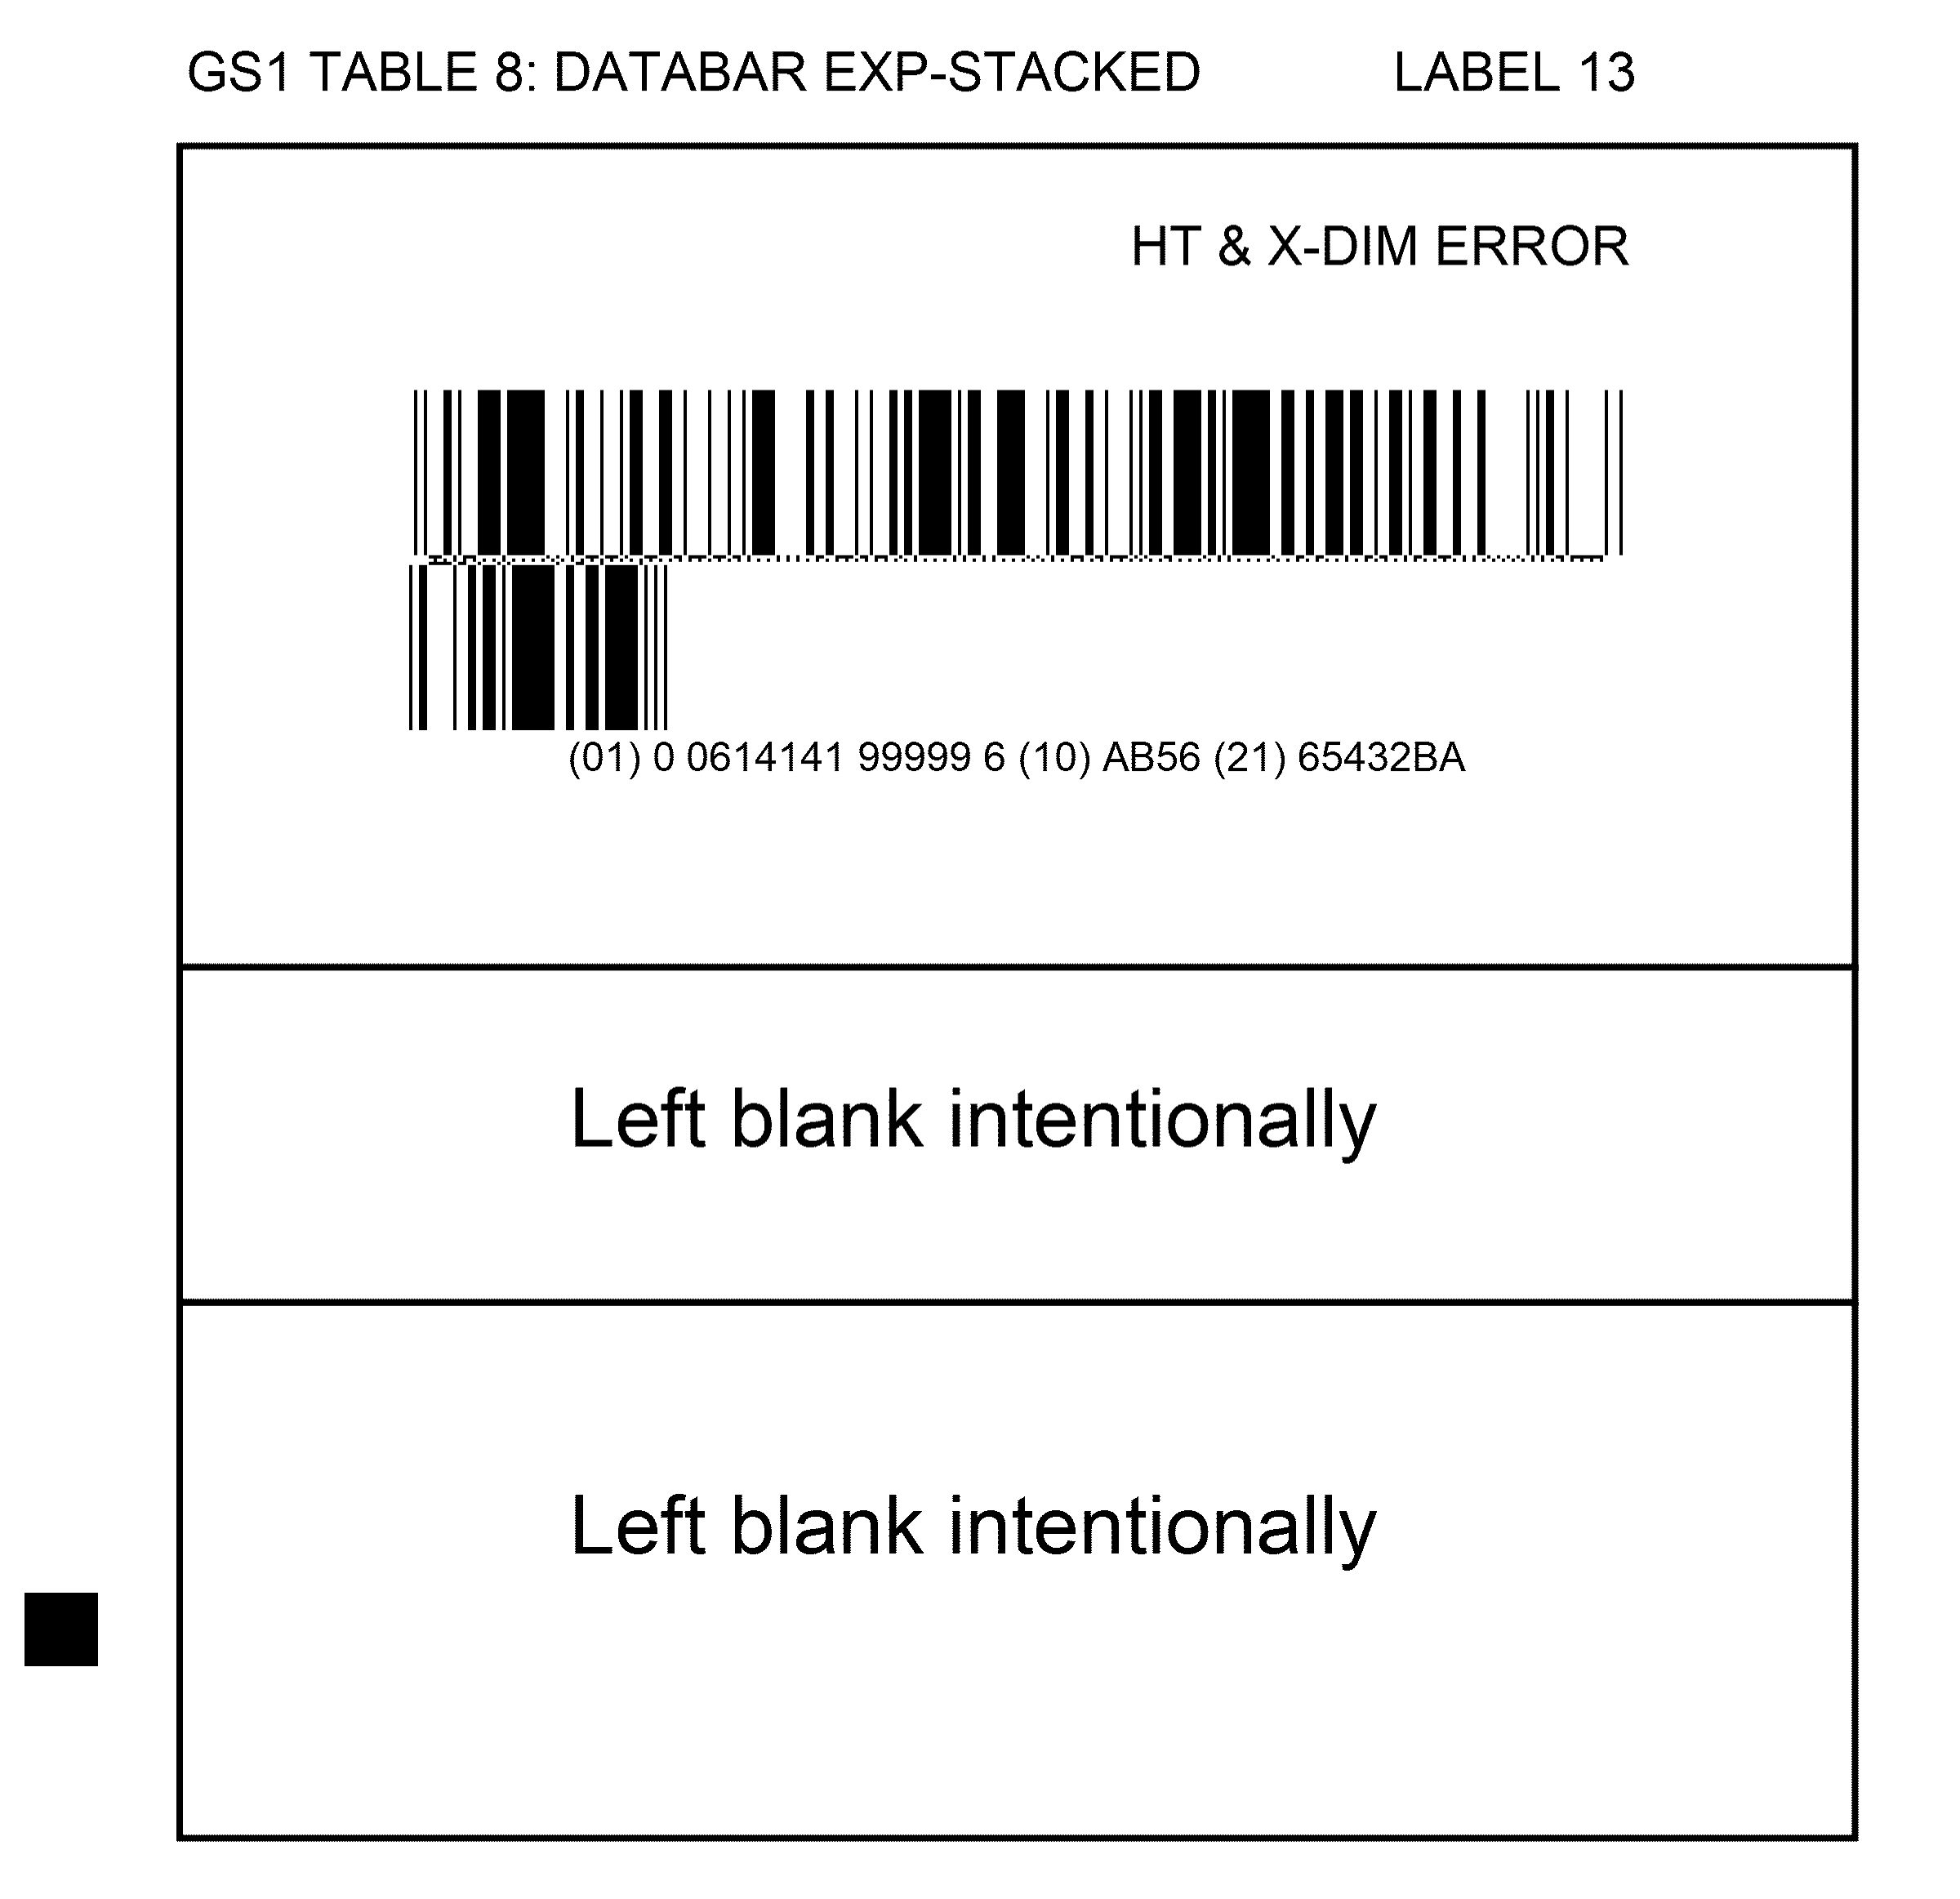 GS1 TABLE 8: DATABAR EXP-STACKED LABEL 13
HT & X-DIM ERROR
(01) 0 0614141 99999 6 (10) AB56 (21) 65432BA
Left blank intentionally
Left blank intentionally